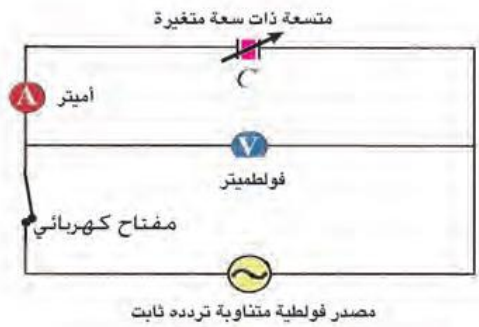 متسعة ذات سعة متغيرة
C
A
أميتر
V
فولطميتر
مفتاح كهربائي
مصدر فولطية متناوبة تردده ثابت